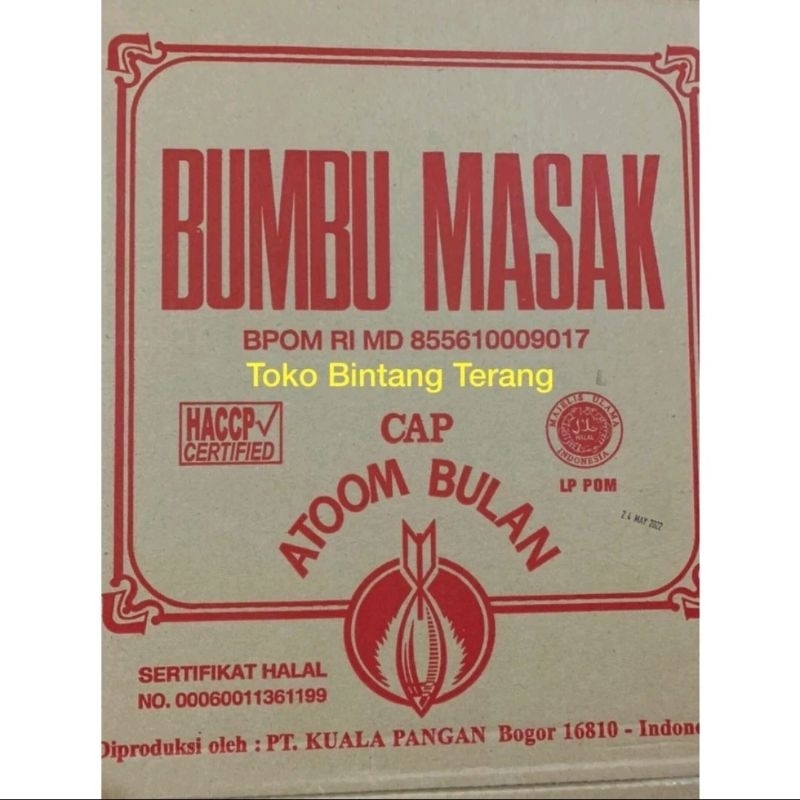 BUMBU MASAK
BPOM RI MD 855610009017
Toko Bintang Terang
HACCP
CERTIFIED
CAP
ATOOM BULAN
MAJELIS ULAMA
HALAL
INDONESIA
LP POM
24 MAY 2022
SERTIFIKAT HALAL
NO. 00060011361199
Diproduksi oleh : PT. KUALA PANGAN Bogor 16810 - Indone